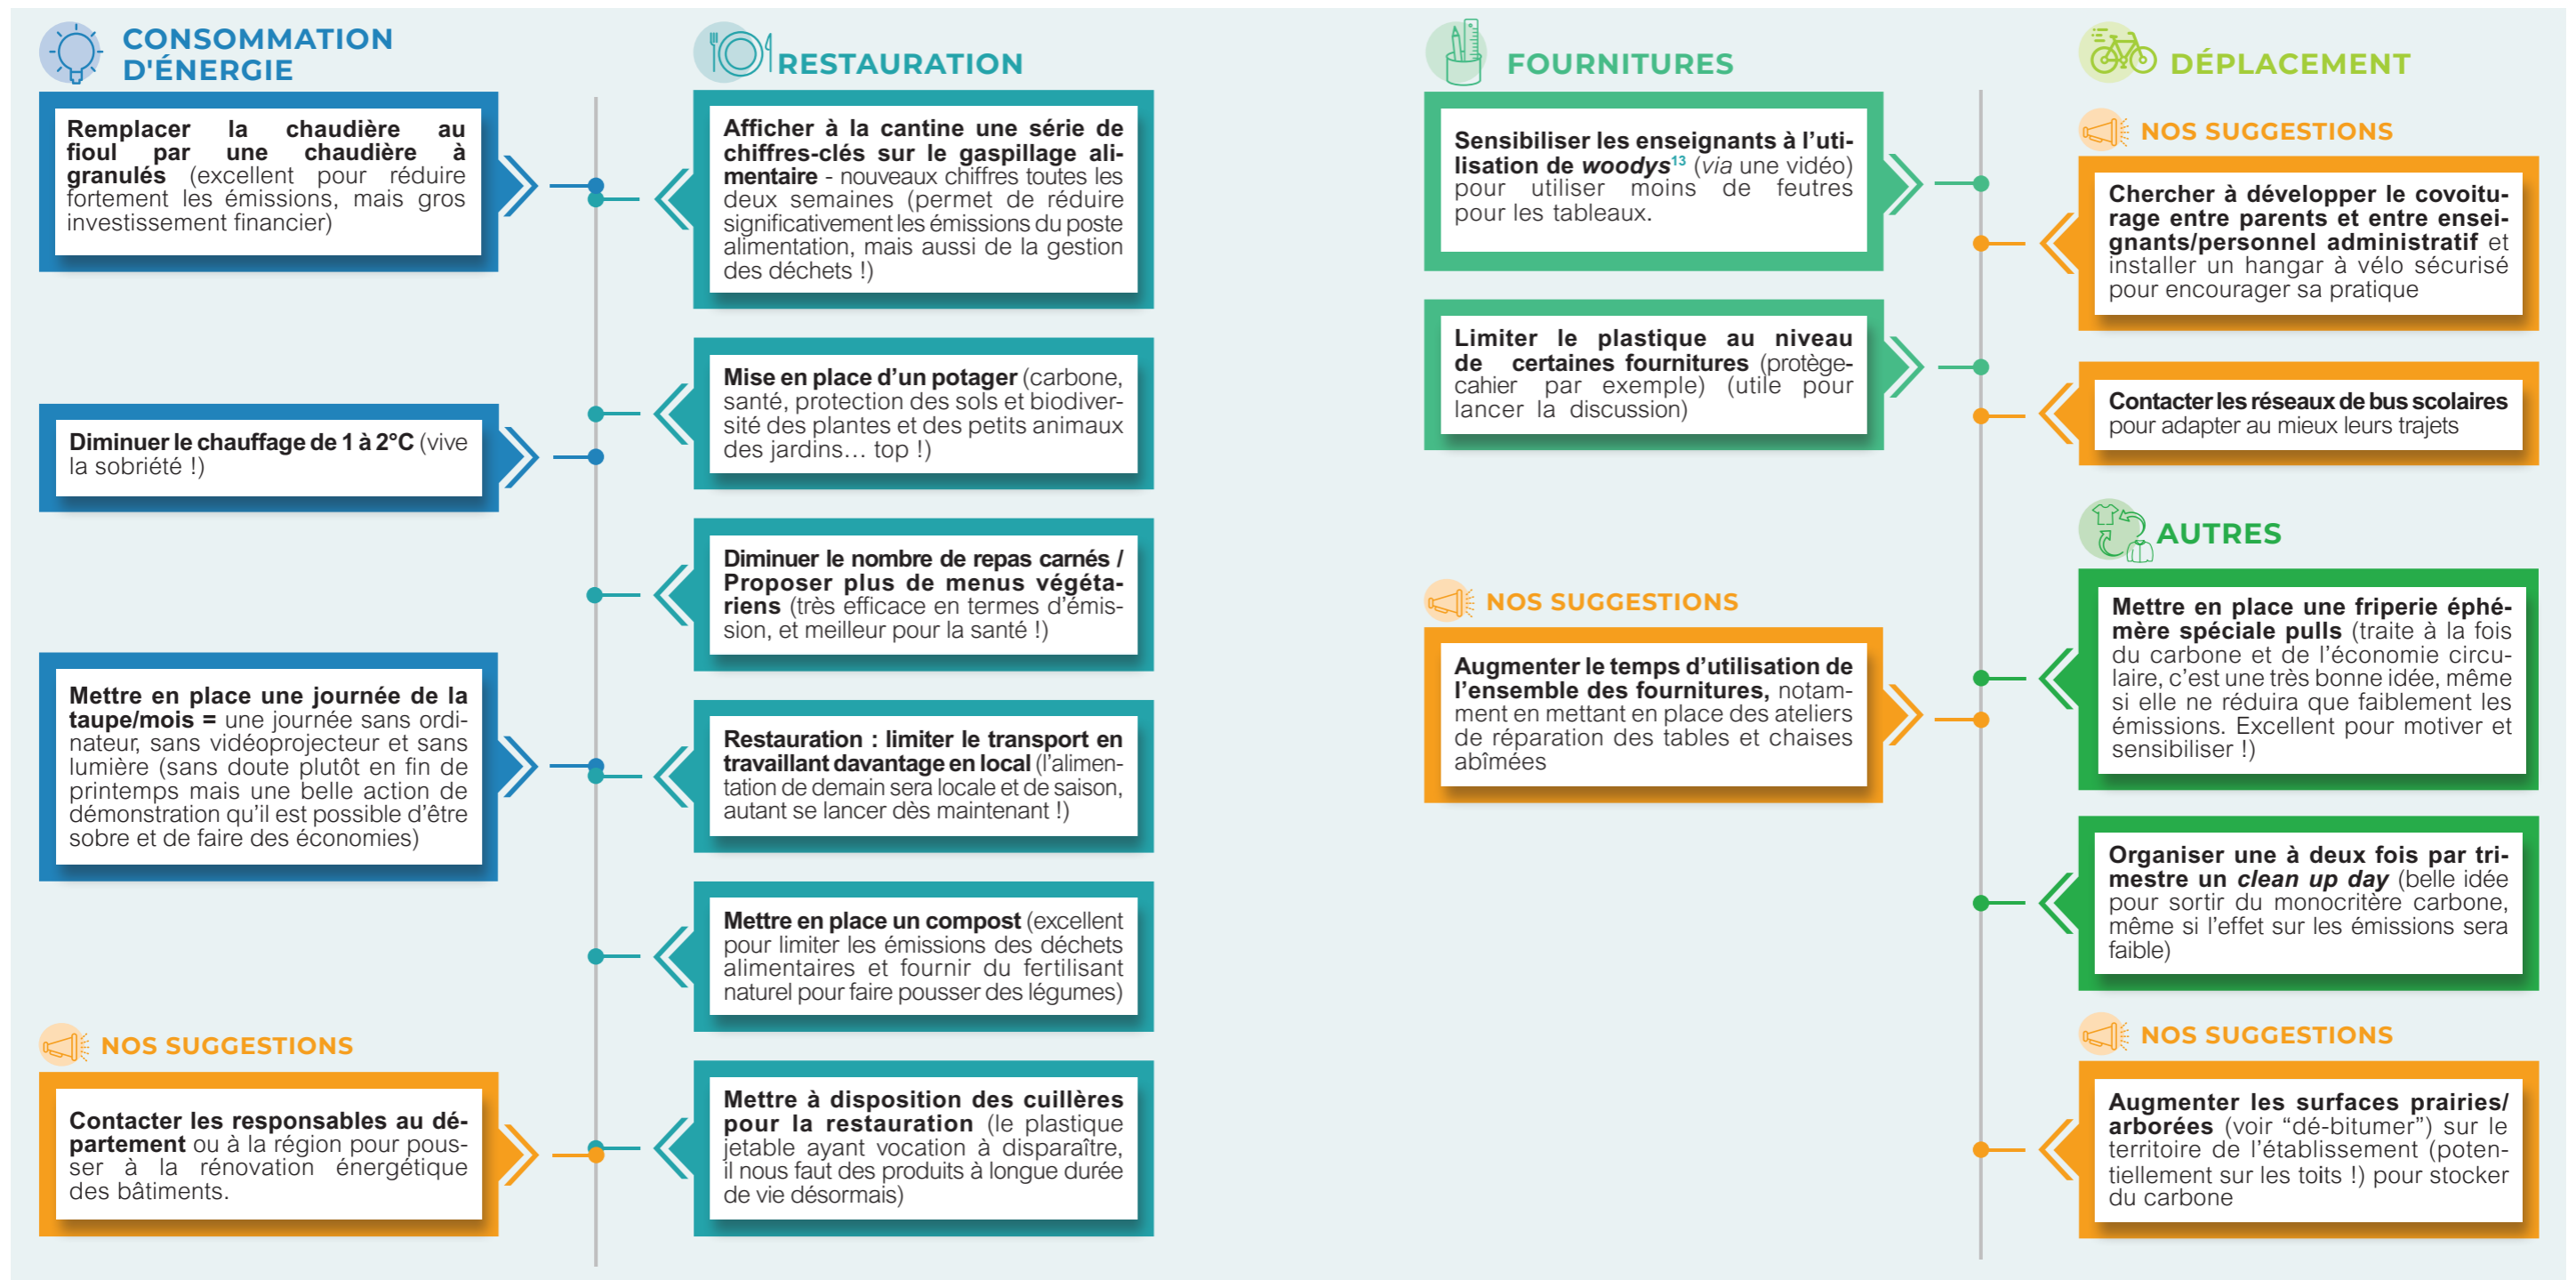 CONSOMMATION
D'ÉNERGIE
Remplacer la chaudière au
fioul par une chaudière à
granulés (excellent pour réduire
fortement les émissions, mais gros
investissement financier)
Diminuer le chauffage de 1 à 2°C (vive
la sobriété !)
Mettre en place une journée de la
taupe/mois = une journée sans ordi-
nateur, sans vidéoprojecteur et sans
lumière (sans doute plutôt en fin de
printemps mais une belle action de
démonstration qu'il est possible d'être
sobre et de faire des économies)
NOS SUGGESTIONS
Contacter les responsables au dé-
partement ou à la région pour pous-
ser à la rénovation énergétique
des bâtiments.
RESTAURATION
Afficher à la cantine une série de
chiffres-clés sur le gaspillage ali-
mentaire - nouveaux chiffres toutes les
deux semaines (permet de réduire
significativement les émissions du poste
alimentation, mais aussi de la gestion
des déchets !)
Mise en place d'un potager (carbone,
santé, protection des sols et biodiver-
sité des plantes et des petits animaux
des jardins... top !)
Diminuer le nombre de repas carnés /
Proposer plus de menus végéta-
riens (très efficace en termes d'émis-
sion, et meilleur pour la santé !)
Restauration : limiter le transport en
travaillant davantage en local (l'alimen-
tation de demain sera locale et de saison,
autant se lancer dès maintenant !)
Mettre en place un compost (excellent
pour limiter les émissions des déchets
alimentaires et fournir du fertilisant
naturel pour faire pousser des légumes)
Mettre à disposition des cuillères
pour la restauration (le plastique
jetable ayant vocation à disparaître,
il nous faut des produits à longue durée
de vie désormais)
FOURNITURES
Sensibiliser les enseignants à l'uti-
lisation de woodys13 (via une vidéo)
pour utiliser moins de feutres
pour les tableaux.
Limiter le plastique au niveau
de certaines fournitures (protège-
cahier par exemple) (utile pour
lancer la discussion)
NOS SUGGESTIONS
Augmenter le temps d'utilisation de
l'ensemble des fournitures, notam-
ment en mettant en place des ateliers
de réparation des tables et chaises
abîmées
DÉPLACEMENT
NOS SUGGESTIONS
Chercher à développer le covoitu-
rage entre parents et entre ensei-
gnants/personnel administratif et
installer un hangar à vélo sécurisé
pour encourager sa pratique
Contacter les réseaux de bus scolaires
pour adapter au mieux leurs trajets
AUTRES
Mettre en place une friperie éphé-
mère spéciale pulls (traite à la fois
du carbone et de l'économie circu-
laire, c'est une très bonne idée, même
si elle ne réduira que faiblement les
émissions. Excellent pour motiver et
sensibiliser !)
Organiser une à deux fois par tri-
mestre un clean up day (belle idée
pour sortir du monocritère carbone,
même si l'effet sur les émissions sera
faible)
NOS SUGGESTIONS
Augmenter les surfaces prairies/
arborées (voir "dé-bitumer") sur le
territoire de l'établissement (poten-
tiellement sur les toits !) pour stocker
du carbone